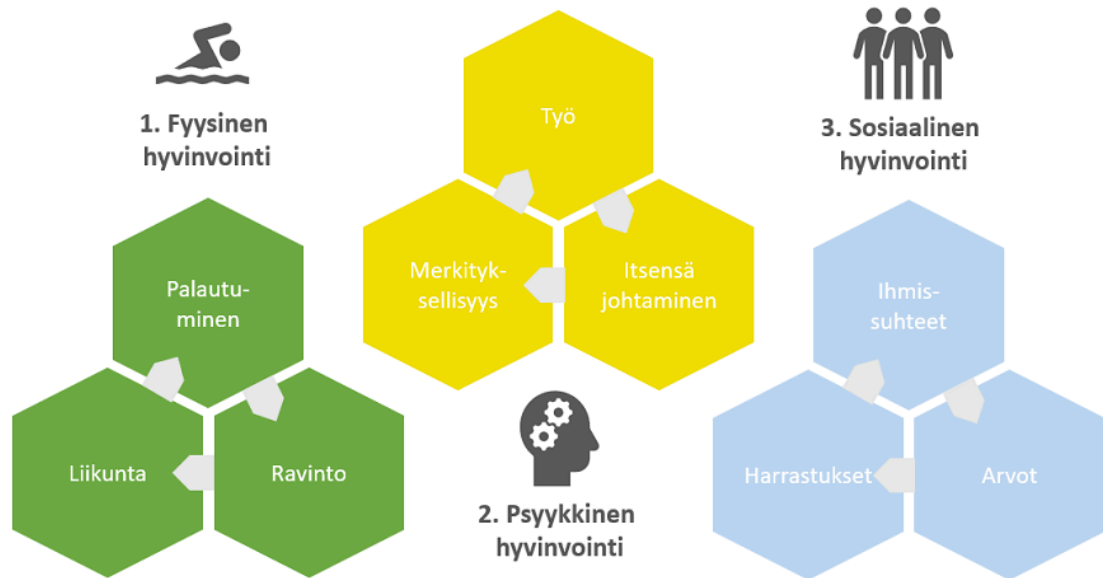 1. Fyysinen
hyvinvointi
Palautu-
minen
Liikunta
Ravinto
Työ
Merkityk-
sellisyys
Itsensä
johtaminen
2. Psyykkinen
hyvinvointi
3. Sosiaalinen
hyvinvointi
Ihmis-
suhteet
Harrastukset
Arvot